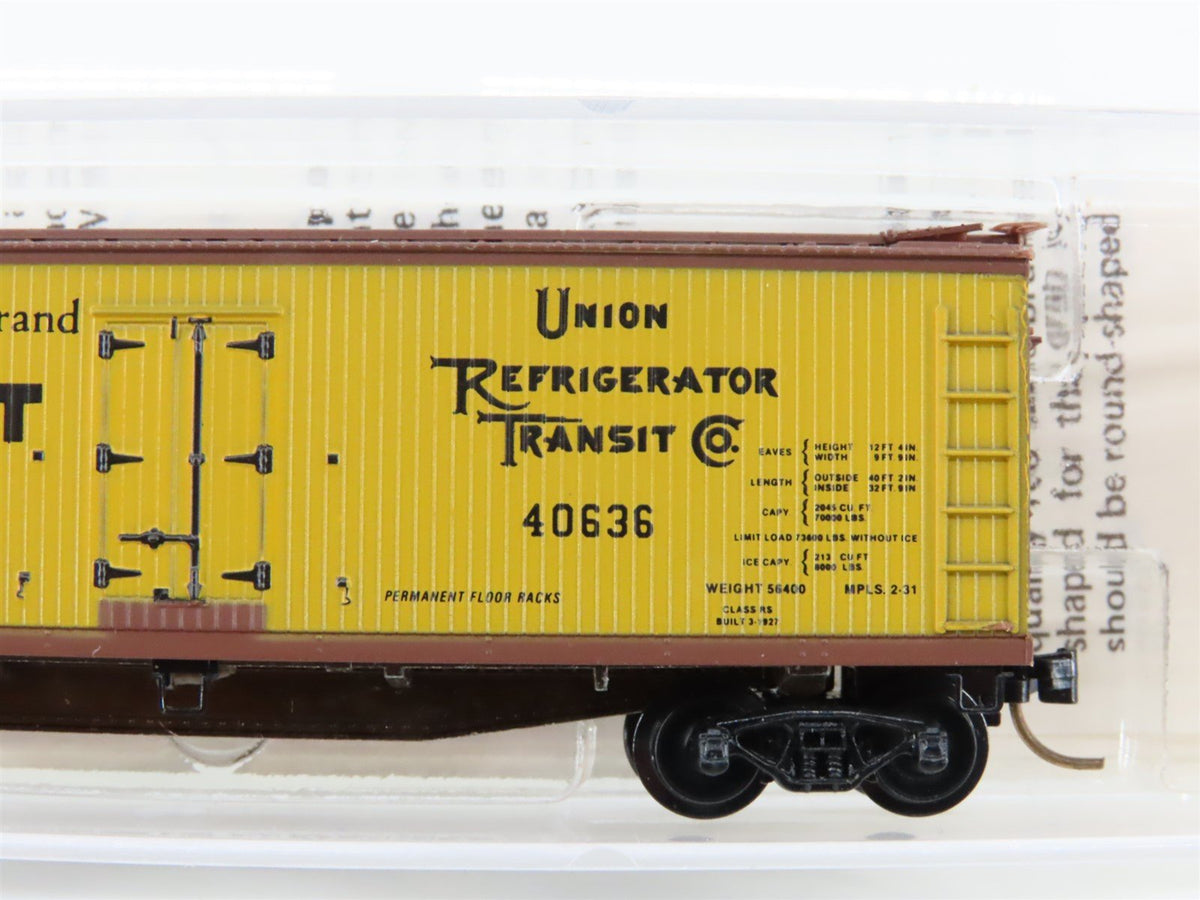 rand
T
UNION
REFRIGERATOR
TRANSIT CO.
40636
PERMANENT FLOOR RACKS
EAVES { HEIGHT 12 FT 4 IN.
WIDTH 9 FT. 9 IN.
LENGTH { OUTSIDE 40 FT 2 IN.
INSIDE 32 FT. 9 IN.
CAPY { 2045 CU. FT.
70000 LBS.
LIMIT LOAD 73600 LBS. WITHOUT ICE
ICE CAPY { 213 CU FT
8000 LBS.
WEIGHT 56400 MPLS. 2-31
CLASS RS
BUILT 3-1927
shaped for
should be round-shaped